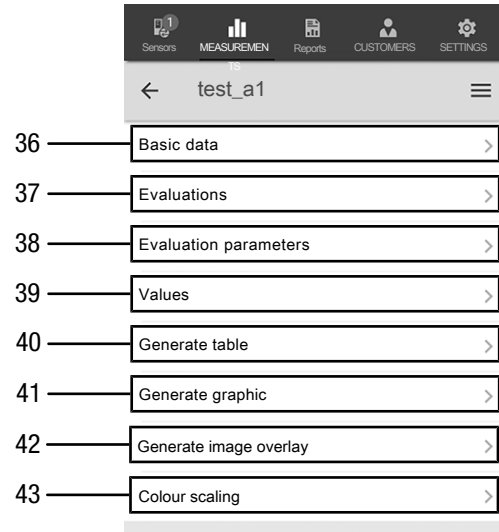 1
Sensors MEASUREMEN Reports CUSTOMERS SETTINGS
TS
test_a1
36 Basic data
37 Evaluations
38 Evaluation parameters
39 Values
40 Generate table
41 Generate graphic
42 Generate image overlay
43 Colour scaling